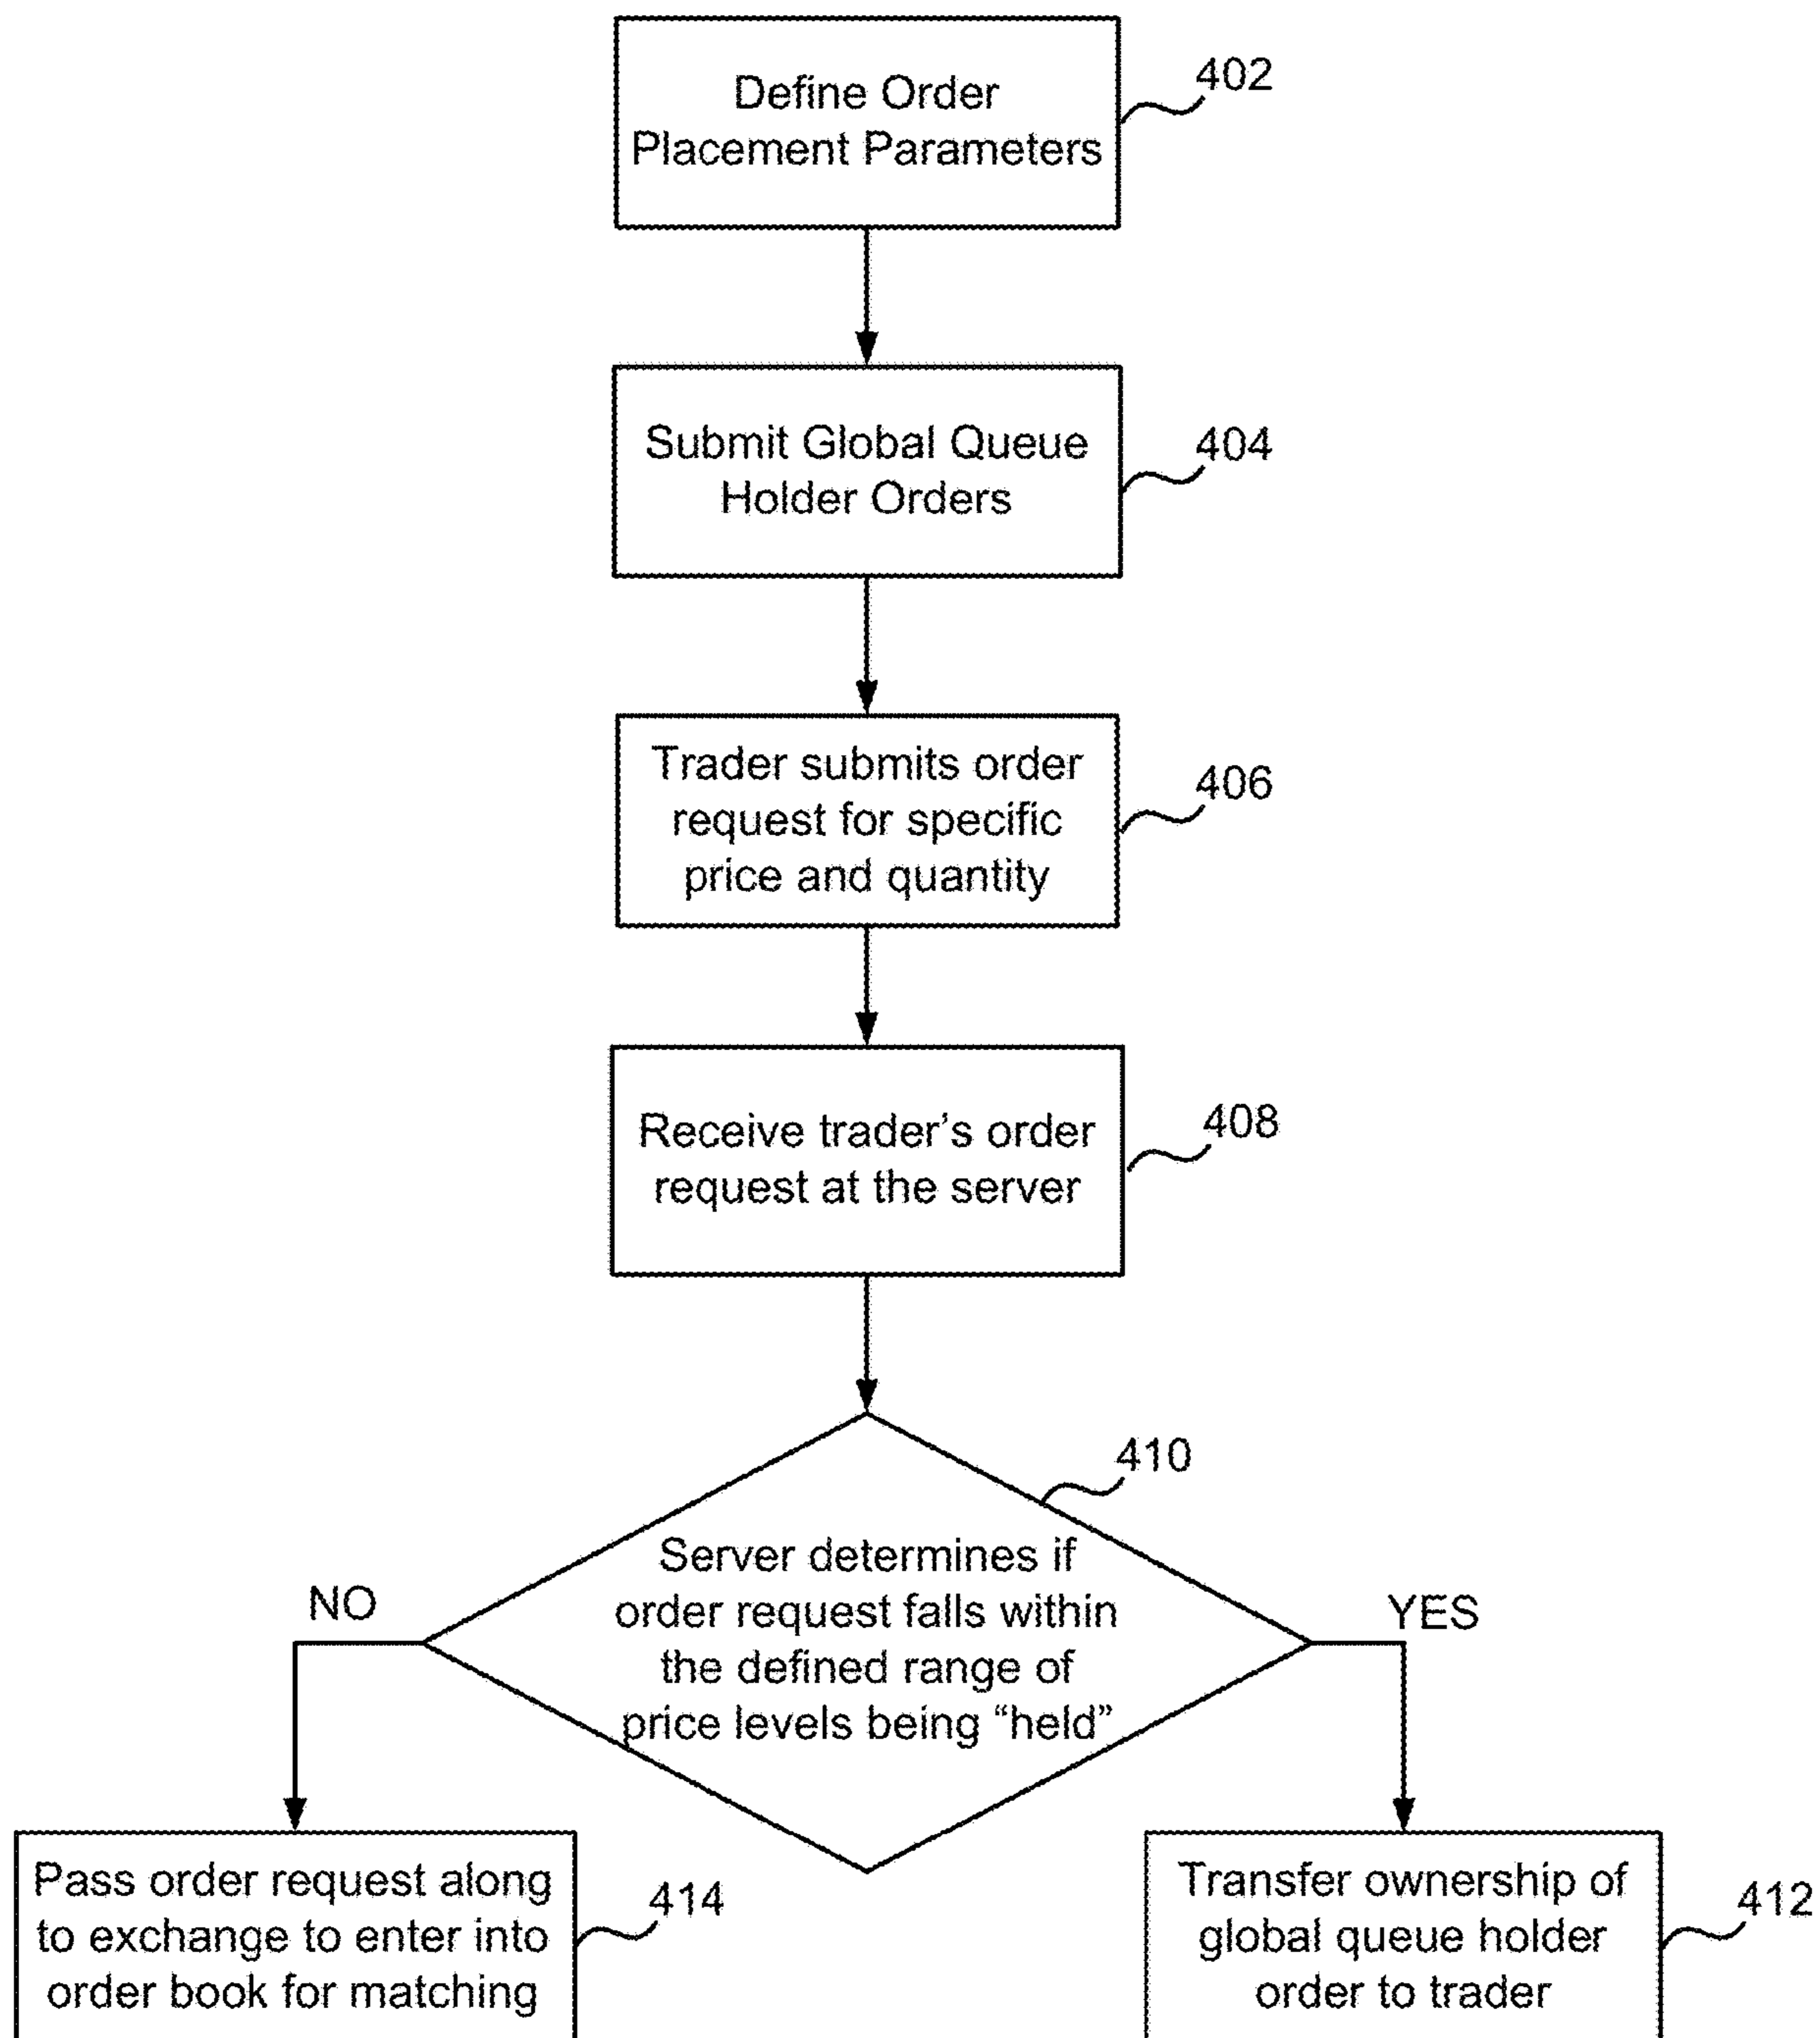 Define Order
Placement Parameters
402
Submit Global Queue
Holder Orders
404
Trader submits order
request for specific
price and quantity
406
Receive trader’s order
request at the server
408
410
Server determines if
order request falls within
the defined range of
price levels being “held”
NO
YES
Pass order request along
to exchange to enter into
order book for matching
414
Transfer ownership of
global queue holder
order to trader
412